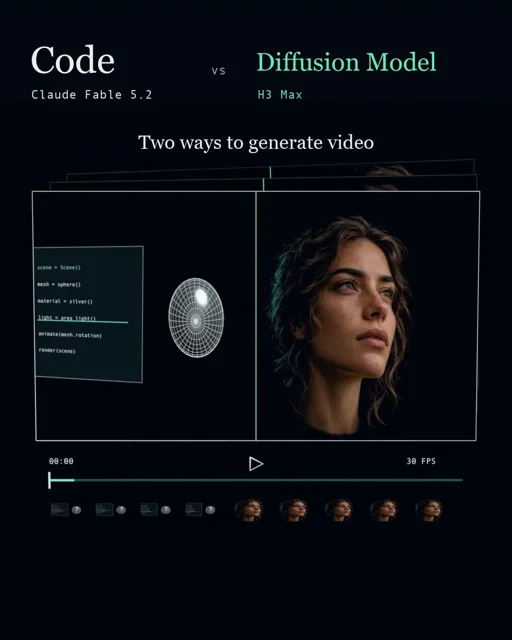 Code
vs
Diffusion Model
Claude Fable 5.2
H3 Max
Two ways to generate video
scene = Scene()
mesh = sphere()
material = silver()
light = area_light()
animate(mesh.rotation)
render(scene)
00:00
30 FPS